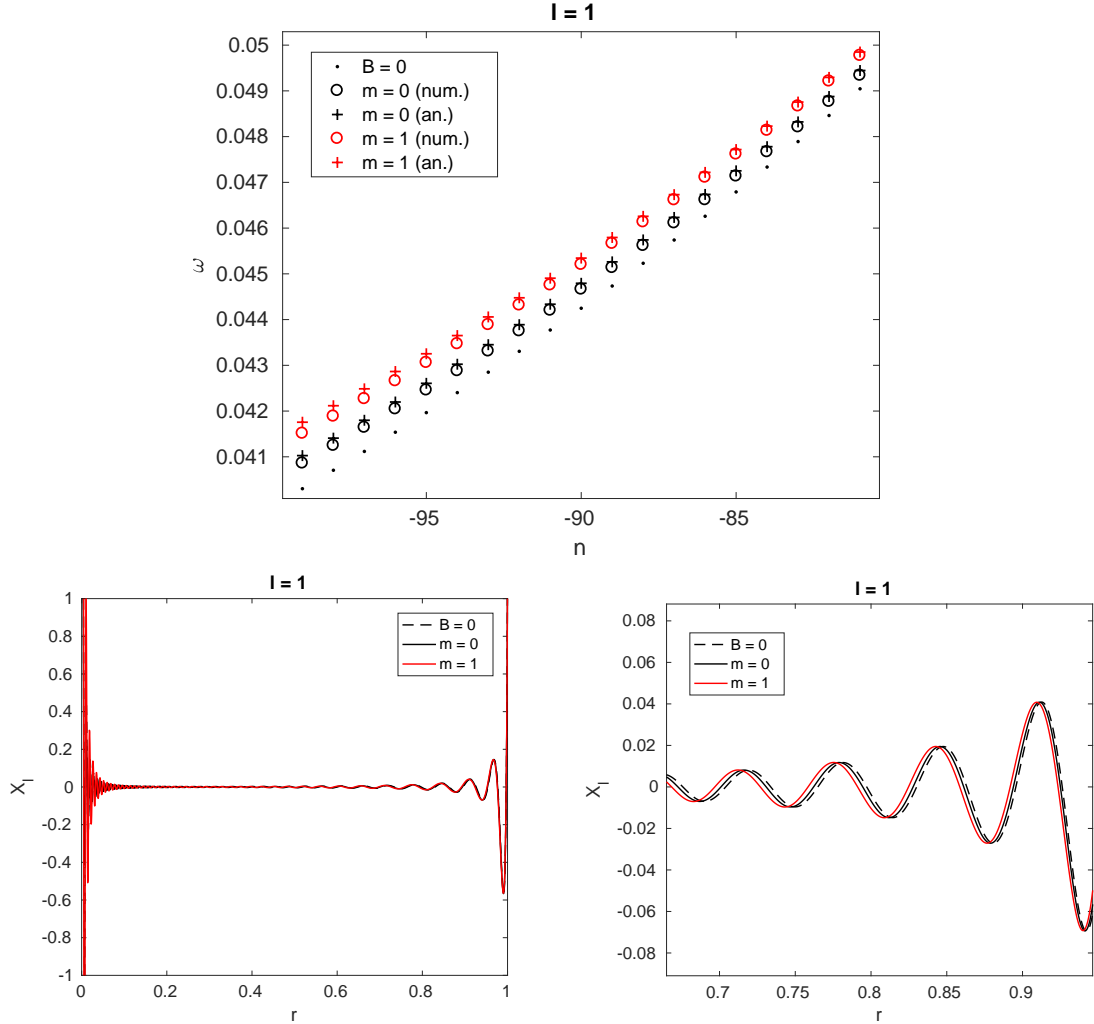 l = 1
0.05
0.049
0.048
0.047
0.046
0.045
0.044
0.043
0.042
0.041
ω
B = 0
m = 0 (num.)
m = 0 (an.)
m = 1 (num.)
m = 1 (an.)
-95 -90 -85
n
l = 1
1
0.8
0.6
0.4
0.2
0
-0.2
-0.4
-0.6
-0.8
-1
X_l
B = 0
m = 0
m = 1
0 0.2 0.4 0.6 0.8 1
r
l = 1
0.08
0.06
0.04
0.02
0
-0.02
-0.04
-0.06
-0.08
X_l
B = 0
m = 0
m = 1
0.7 0.75 0.8 0.85 0.9
r